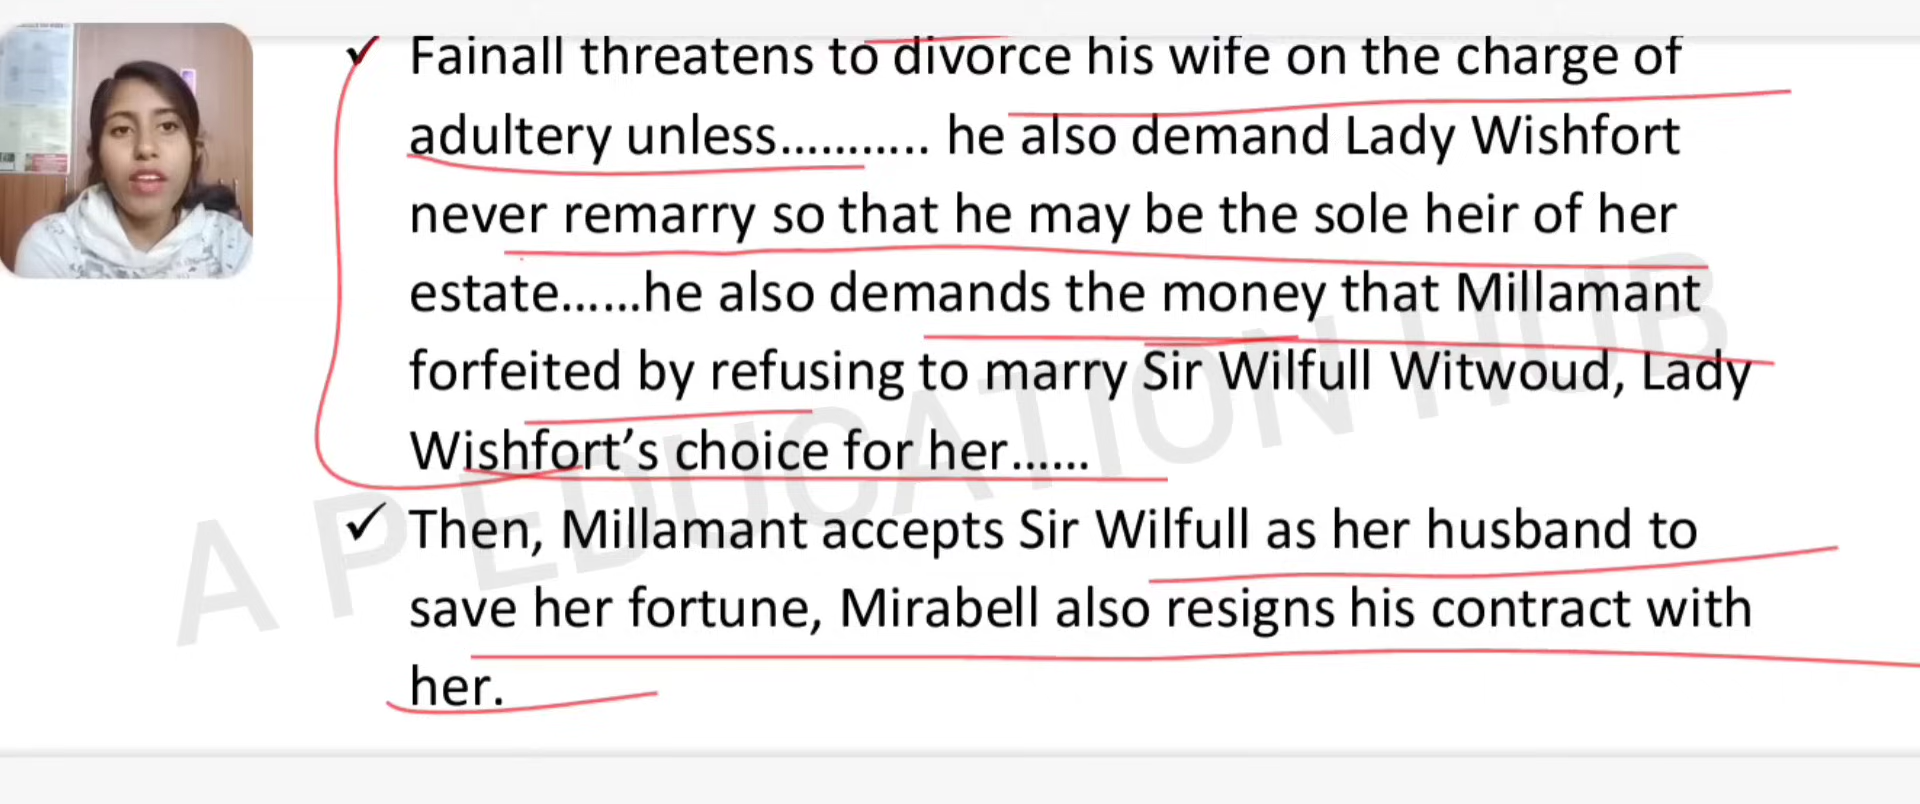 Fainall threatens to divorce his wife on the charge of
adultery unless........... he also demand Lady Wishfort
never remarry so that he may be the sole heir of her
estate......he also demands the money that Millamant
forfeited by refusing to marry Sir Wilfull Witwoud, Lady
Wishfort’s choice for her......
Then, Millamant accepts Sir Wilfull as her husband to
save her fortune, Mirabell also resigns his contract with
her.
A P EDUCATION HUB